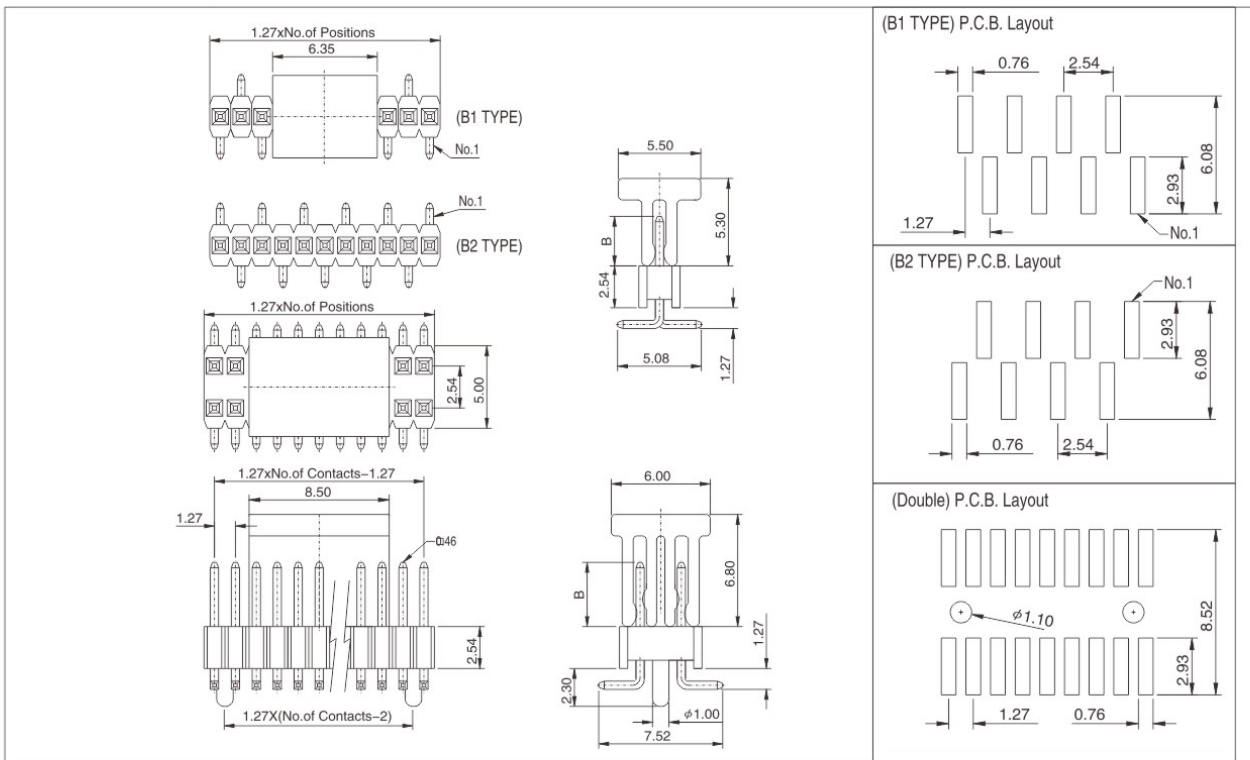 1.27xNo.of Positions
6.35
(B1 TYPE)
No.1
No.1
(B2 TYPE)
1.27xNo.of Positions
2.54
5.00
1.27xNo.of Contacts-1.27
8.50
1.27
2.54
1.27X(No.of Contacts-2)
5.50
5.30
B
2.54
5.08
1.27
6.00
6.80
B
1.27
2.30
φ1.00
7.52
(B1 TYPE) P.C.B. Layout
0.76
2.54
6.08
2.93
1.27
No.1
(B2 TYPE) P.C.B. Layout
No.1
2.93
6.08
0.76
2.54
(Double) P.C.B. Layout
φ1.10
8.52
2.93
1.27
0.76